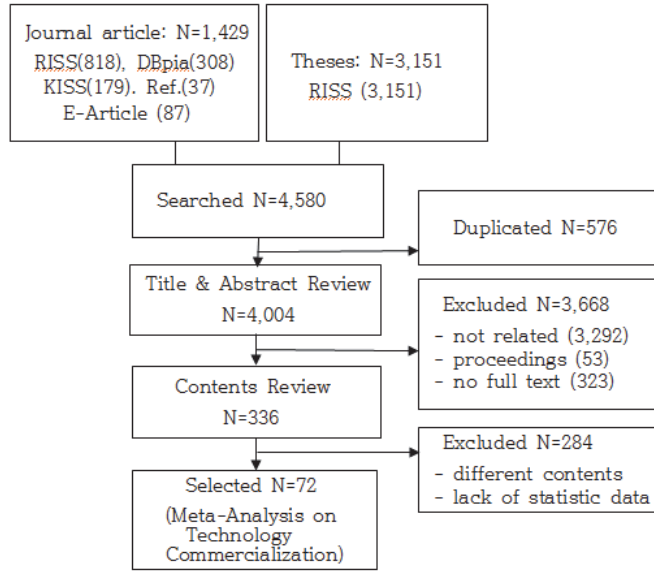 Journal article: N=1,429
RISS(818), DBpia(308)
KISS(179). Ref.(37)
E-Article (87)
Theses: N=3,151
RISS (3,151)
Searched N=4,580
Duplicated N=576
Title & Abstract Review
N=4,004
Excluded N=3,668
- not related (3,292)
- proceedings (53)
- no full text (323)
Contents Review
N=336
Excluded N=284
- different contents
- lack of statistic data
Selected N=72
(Meta-Analysis on
Technology
Commercialization)